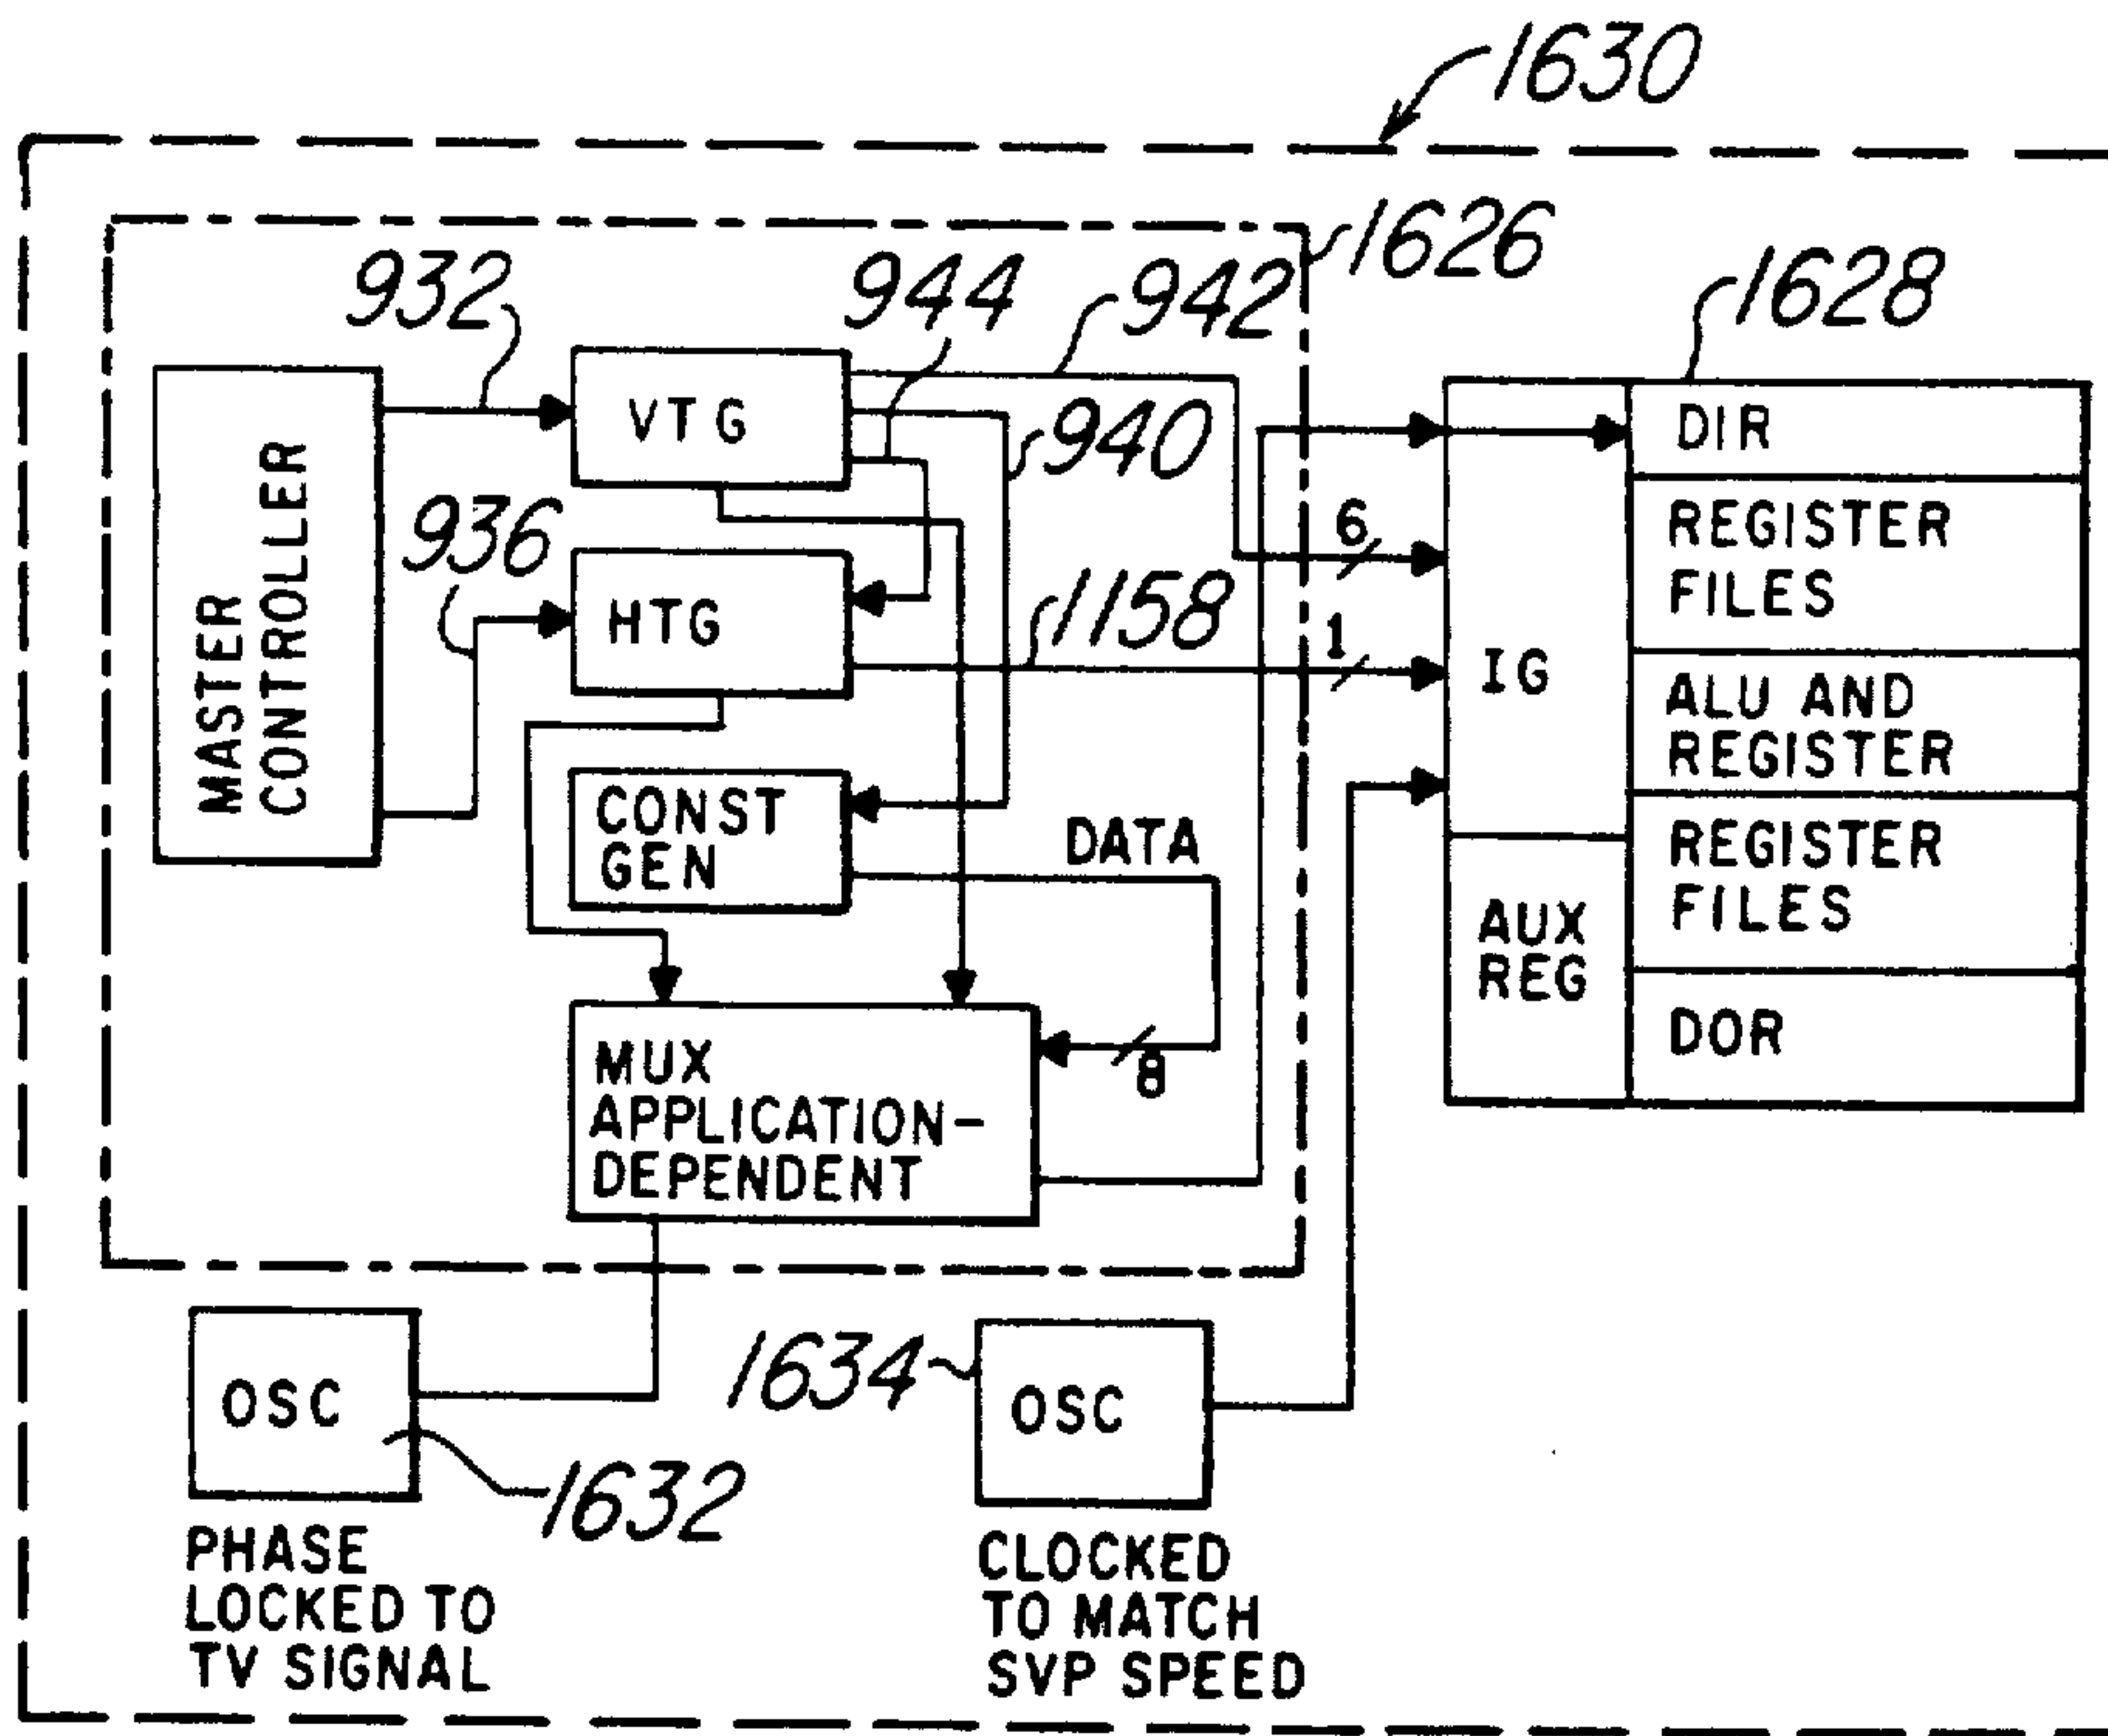 1630
1626
1628
932
944
942
940
936
1158
MASTER
CONTROLLER
VTG
HTG
CONST
GEN
DATA
8
MUX
APPLICATION-
DEPENDENT
6
1
IG
AUX
REG
DIR
REGISTER
FILES
ALU AND
REGISTER
REGISTER
FILES
DOR
OSC
1632
PHASE
LOCKED TO
TV SIGNAL
1634
OSC
CLOCKED
TO MATCH
SVP SPEED